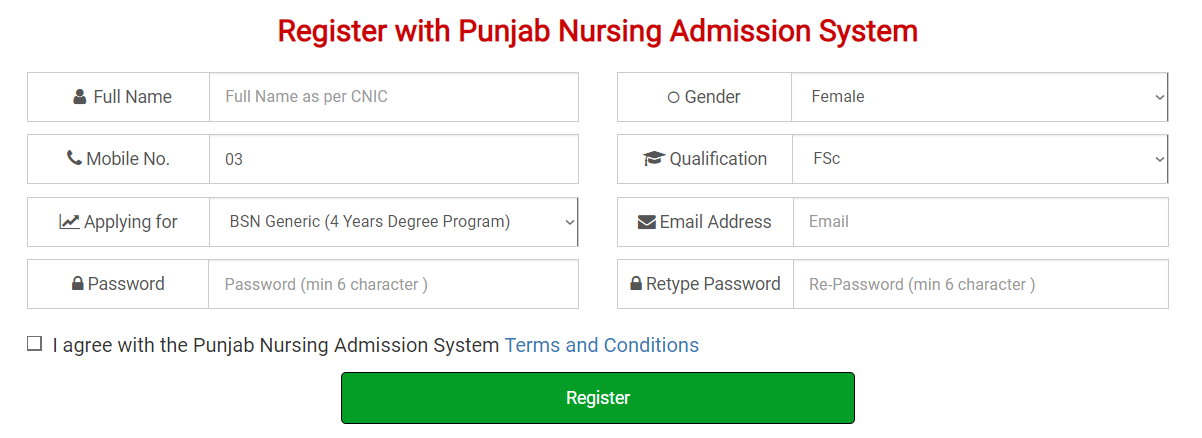 Register with Punjab Nursing Admission System
Full Name Full Name as per CNIC Gender Female
Mobile No. 03 Qualification FSc
Applying for BSN Generic (4 Years Degree Program) Email Address Email
Password Password (min 6 character ) Retype Password Re-Password (min 6 character )
I agree with the Punjab Nursing Admission System Terms and Conditions
Register